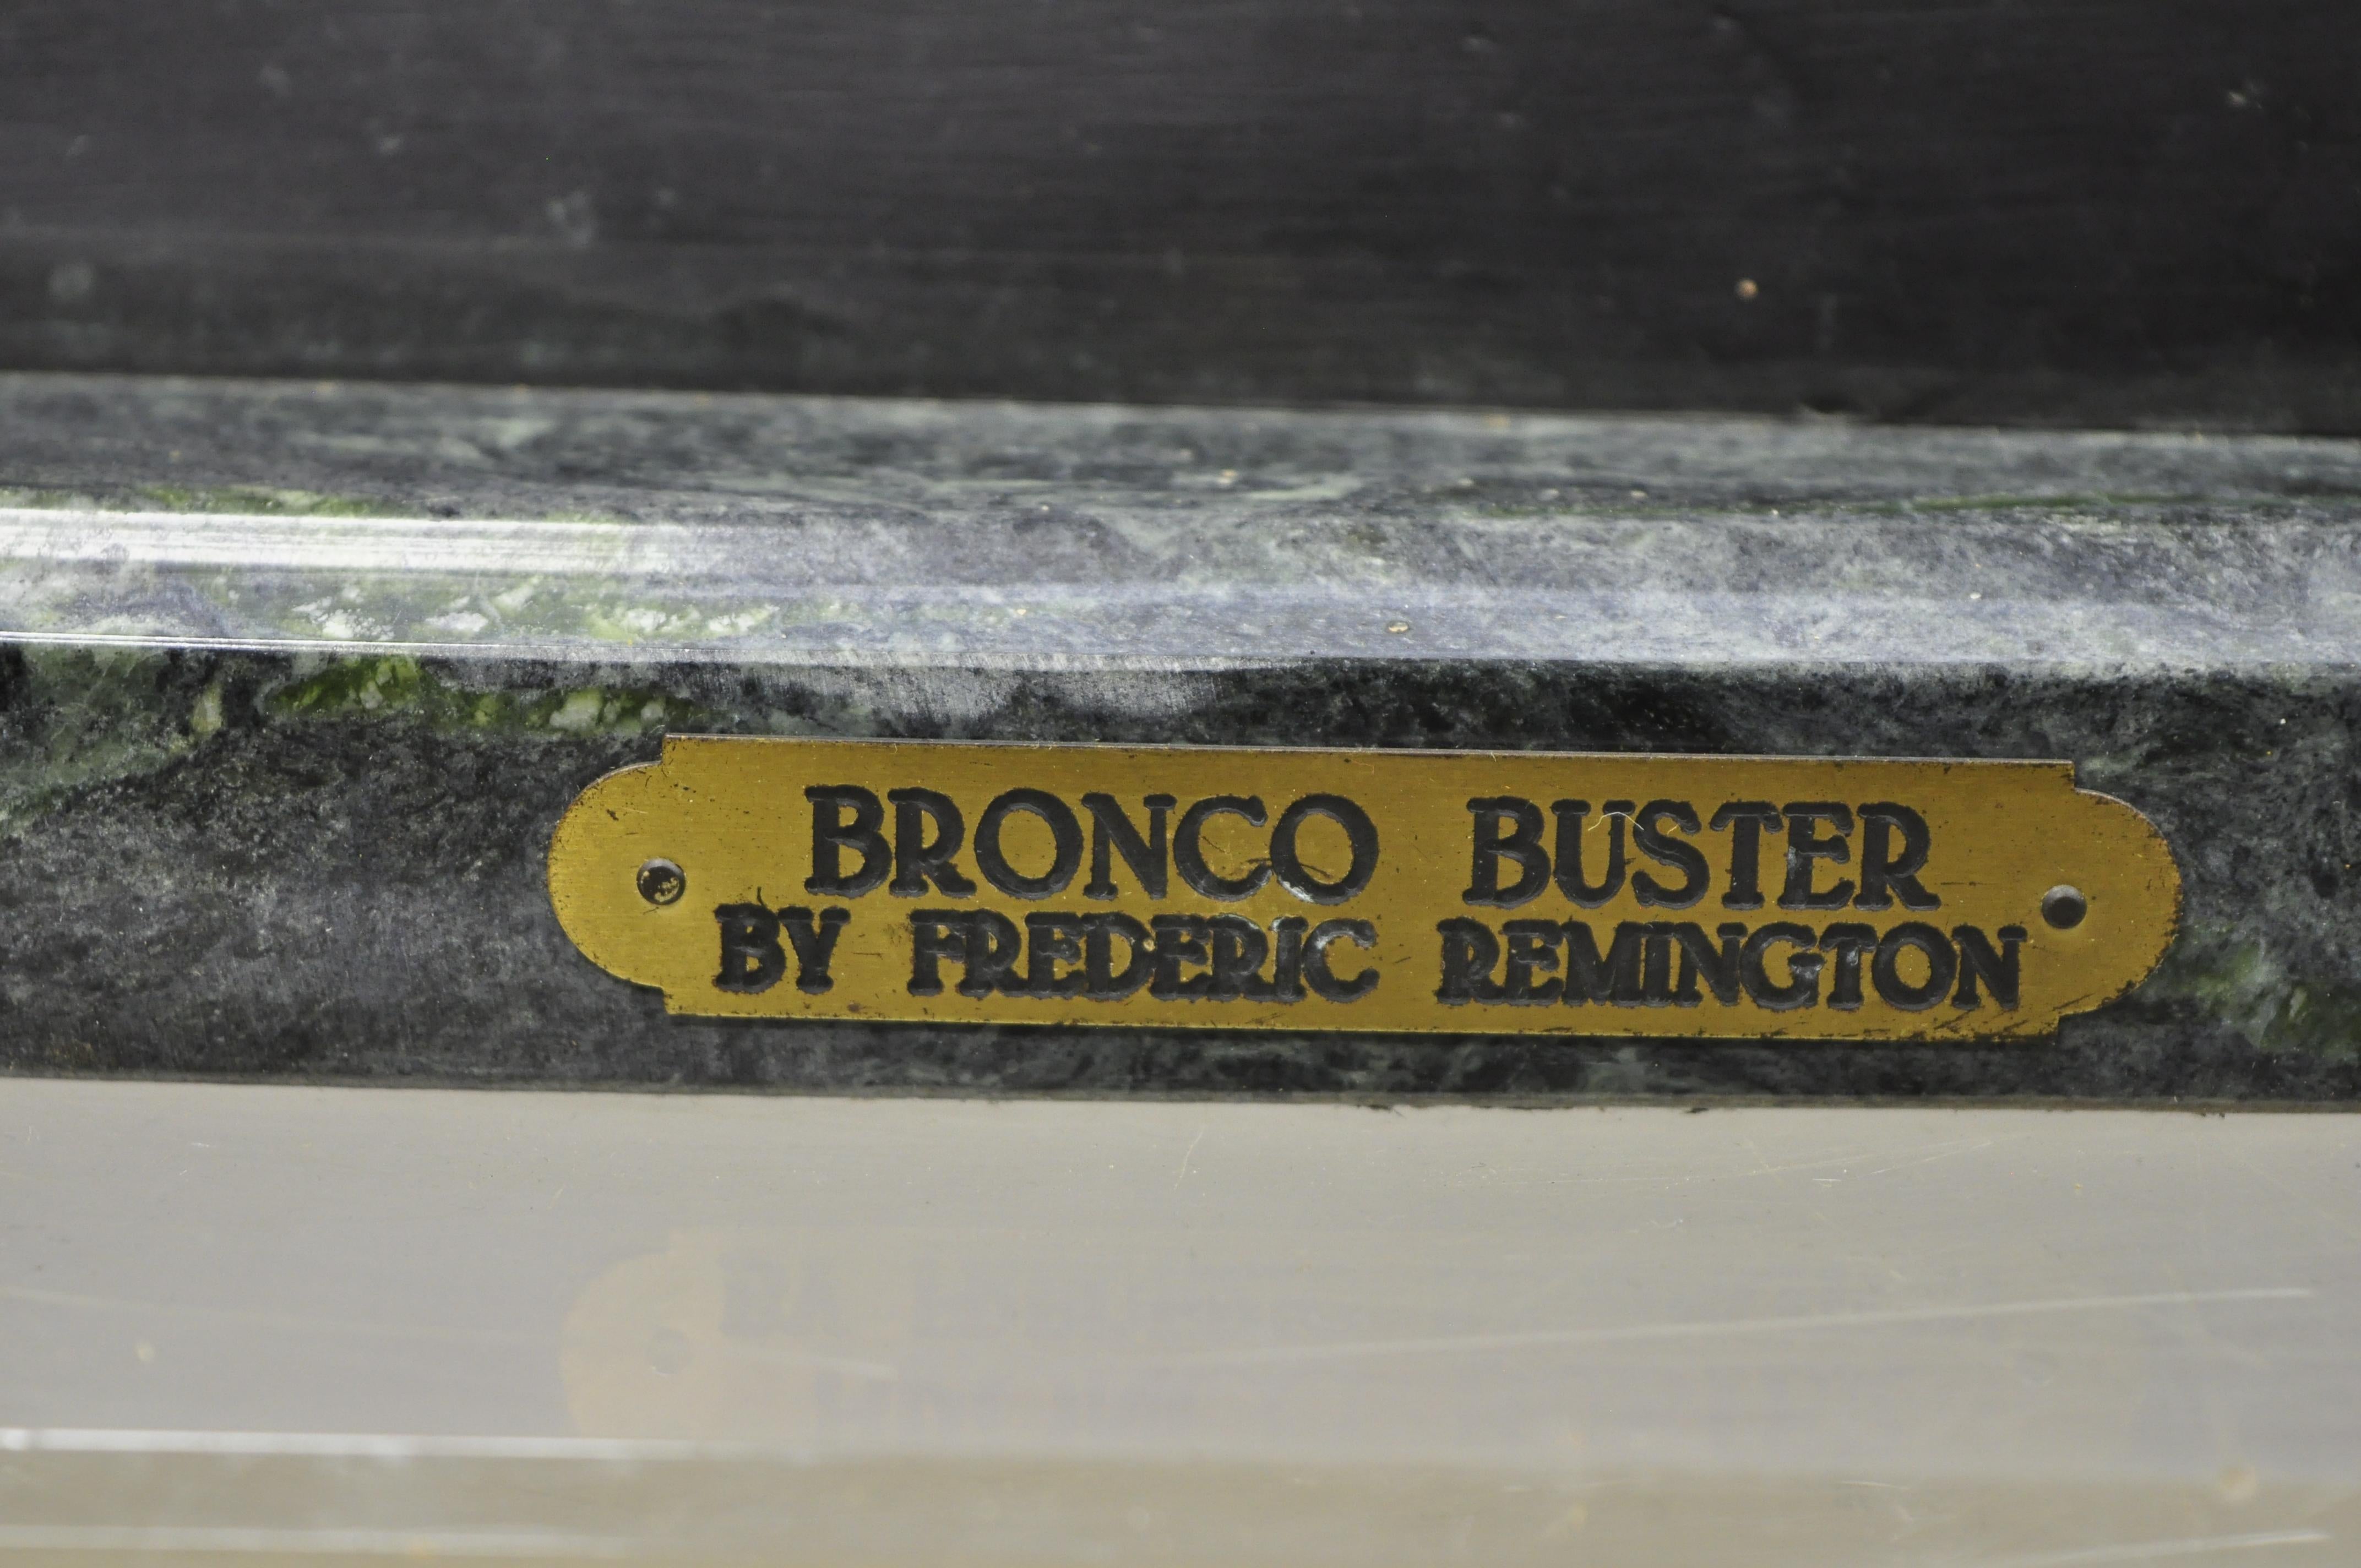 BRONCO BUSTER
BY FREDERIC REMINGTON